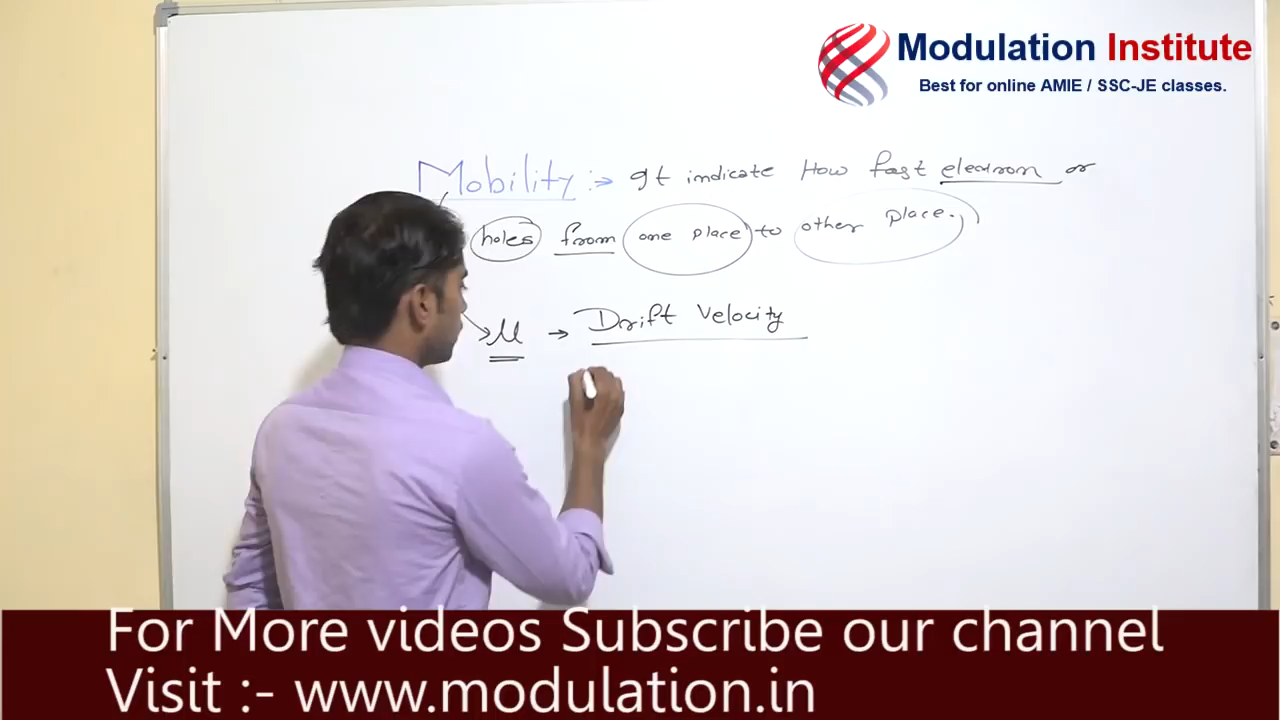 Modulation Institute
Best for online AMIE / SSC-JE classes.
Mobility :→ It indicate How fast electron or
holes from one place to other place.
μ → Drift Velocity
For More videos Subscribe our channel
Visit :- www.modulation.in